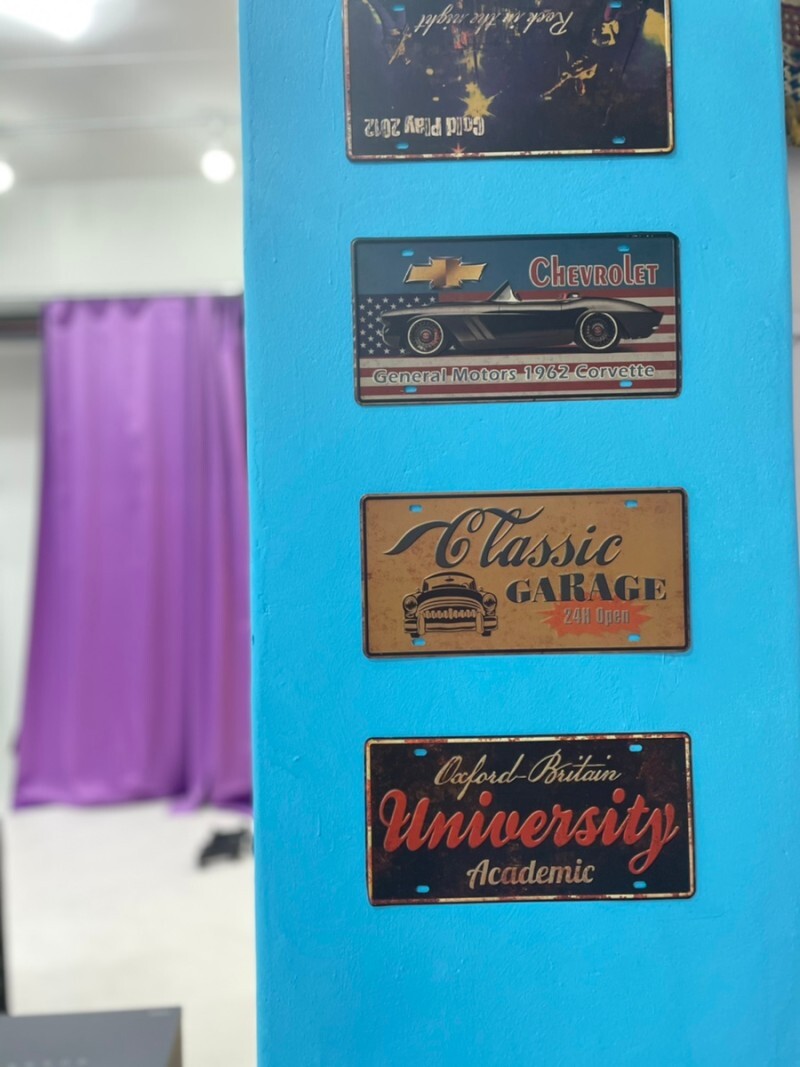 Rock in the night
Cold Play 2012
CHEVROLET
General Motors 1962 Corvette
Classic
GARAGE
24H Open
Oxford-Britain
University
Academic